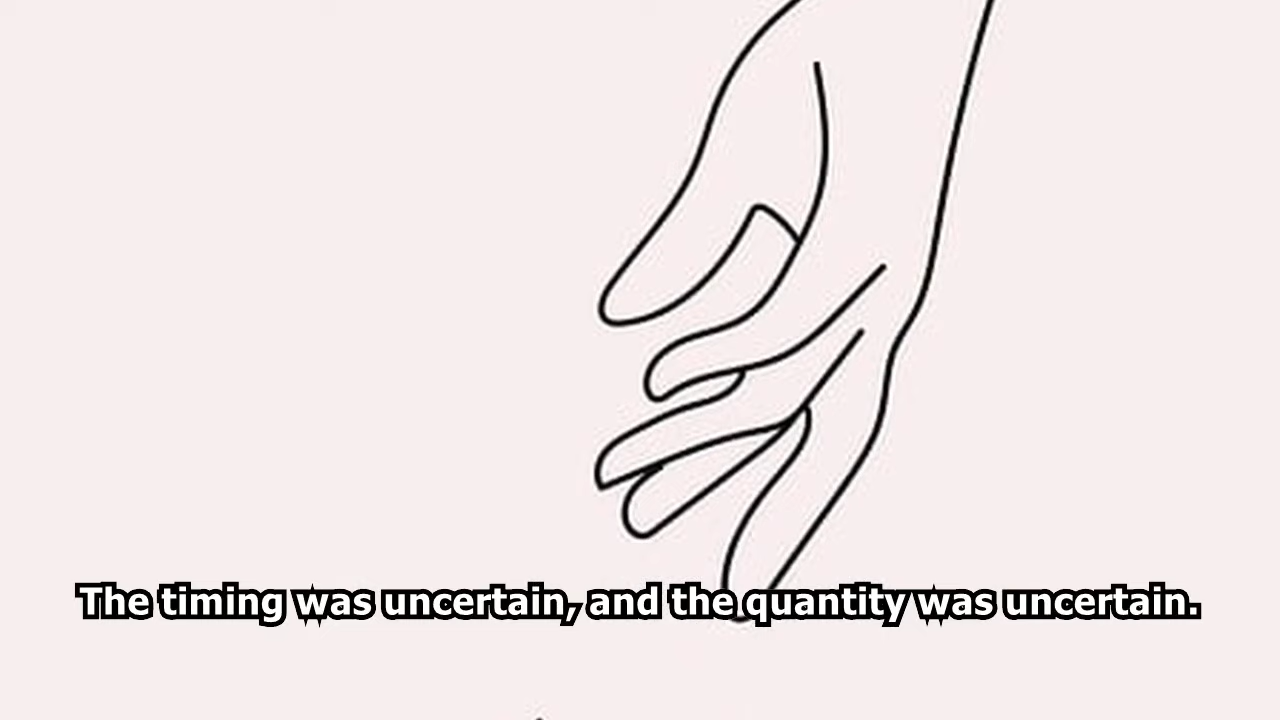 The timing was uncertain, and the quantity was uncertain.